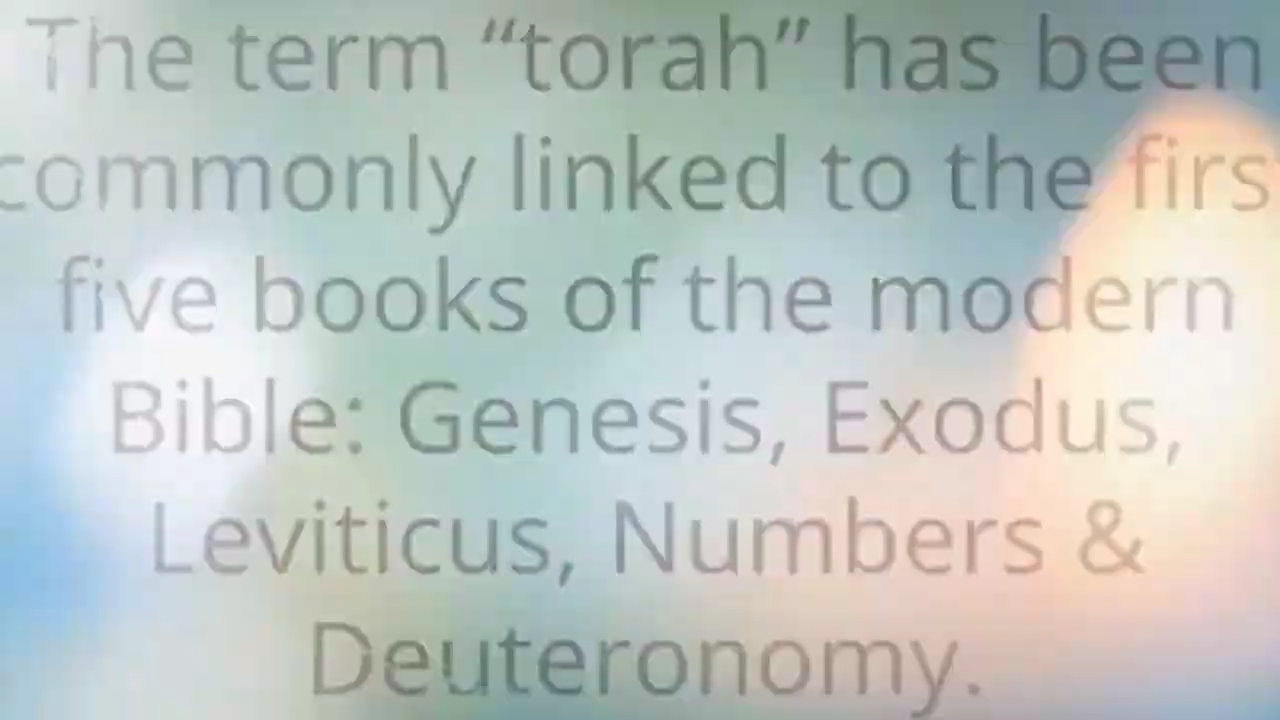 The term “torah” has been
commonly linked to the first
five books of the modern
Bible: Genesis, Exodus,
Leviticus, Numbers &
Deuteronomy.